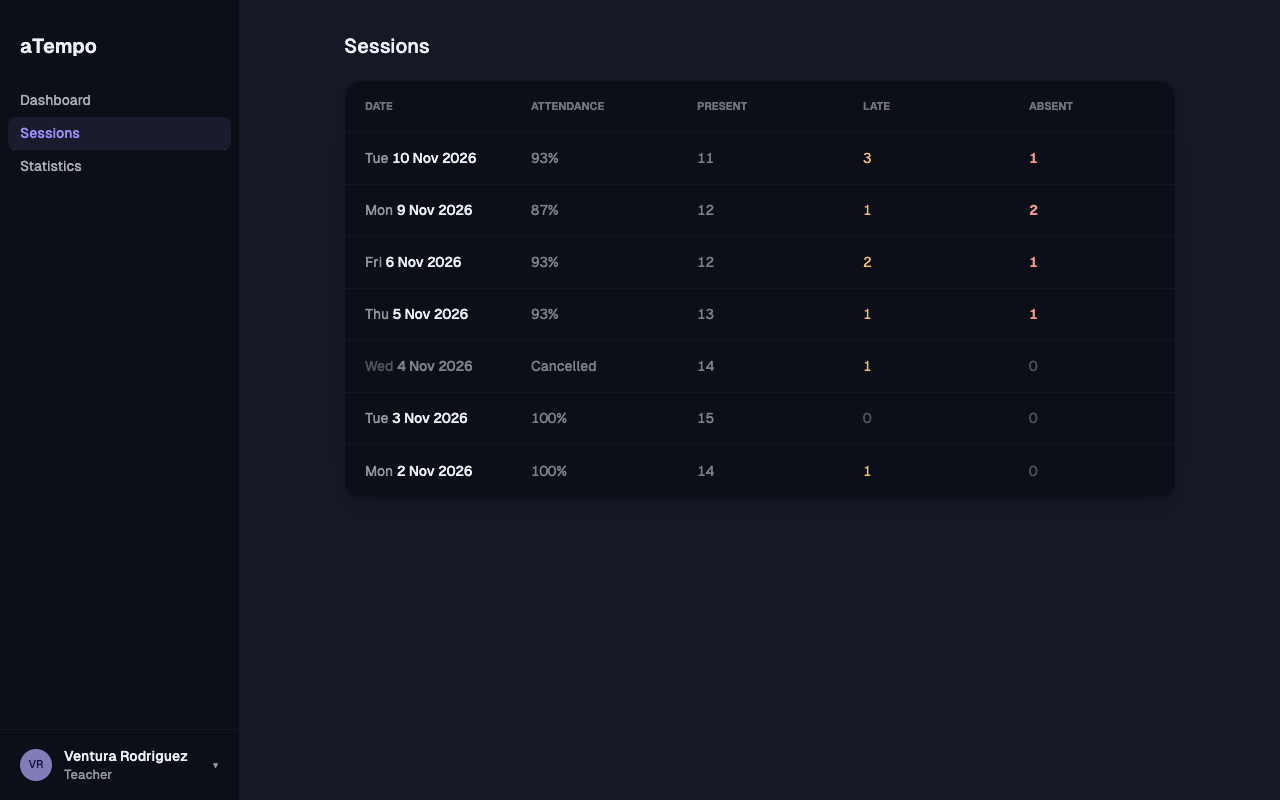 aTempo
Dashboard
Sessions
Statistics
Sessions
DATE ATTENDANCE PRESENT LATE ABSENT
Tue 10 Nov 2026 93% 11 3 1
Mon 9 Nov 2026 87% 12 1 2
Fri 6 Nov 2026 93% 12 2 1
Thu 5 Nov 2026 93% 13 1 1
Wed 4 Nov 2026 Cancelled 14 1 0
Tue 3 Nov 2026 100% 15 0 0
Mon 2 Nov 2026 100% 14 1 0
VR
Ventura Rodriguez
Teacher